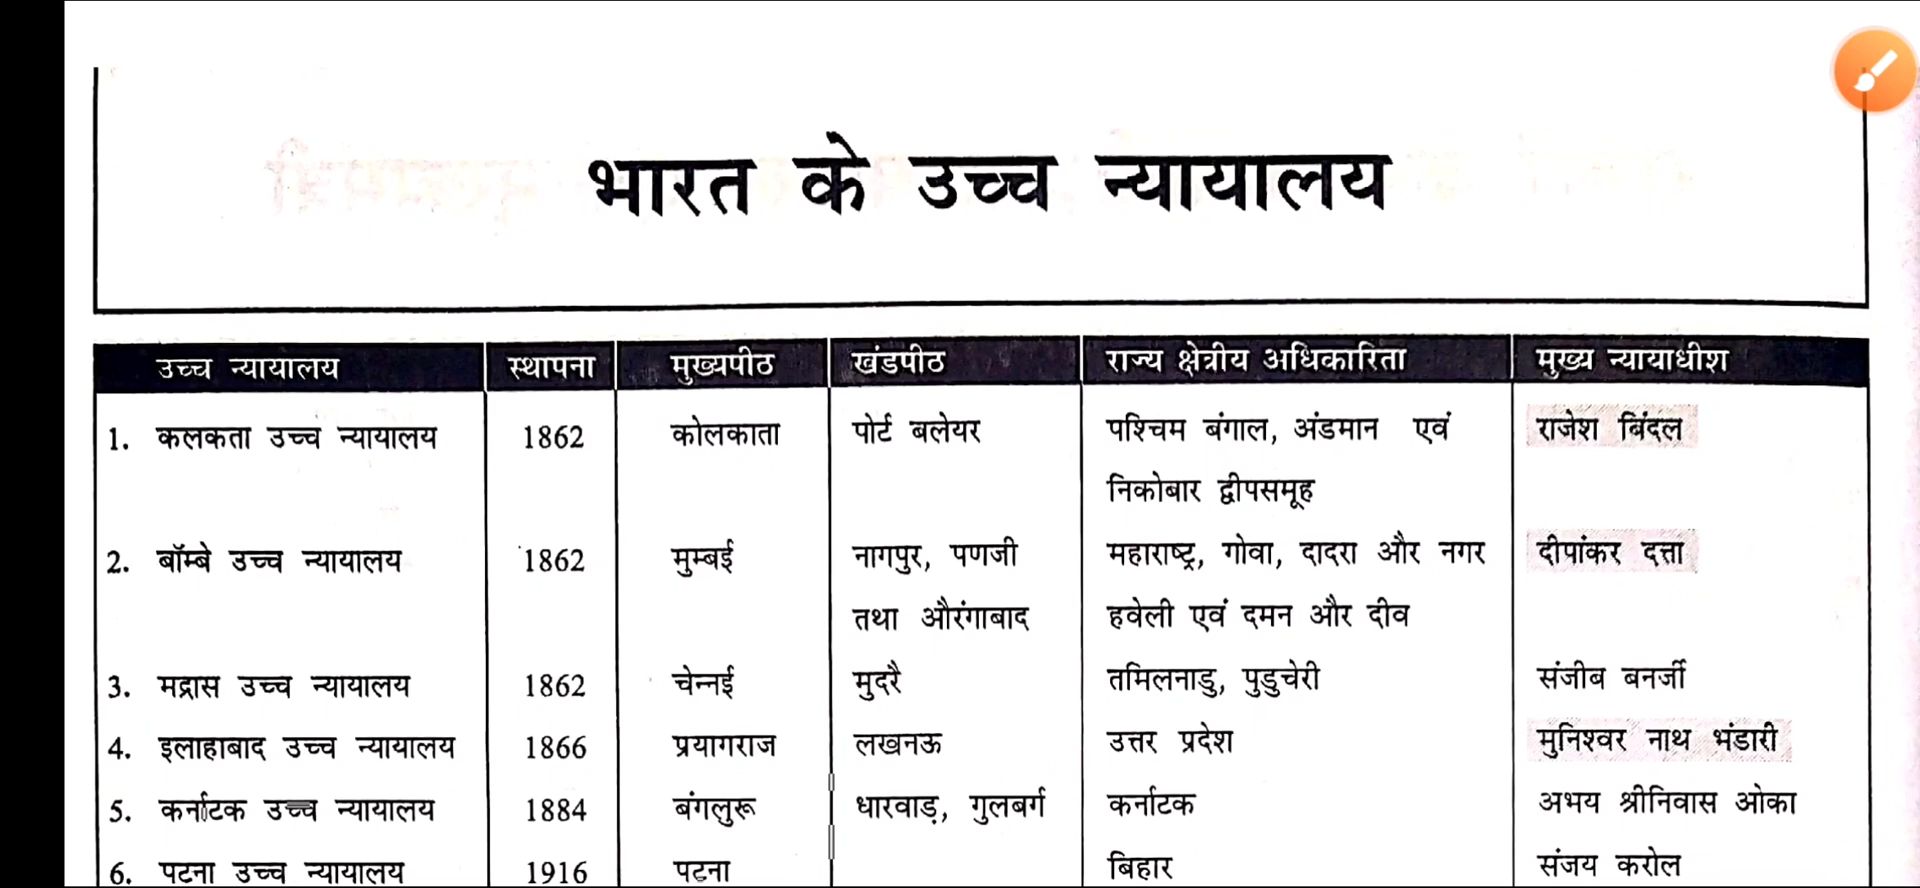 भारत के उच्च न्यायालय
उच्च न्यायालय स्थापना मुख्यपीठ खंडपीठ राज्य क्षेत्रीय अधिकारिता मुख्य न्यायाधीश
1. कलकता उच्च न्यायालय 1862 कोलकाता पोर्ट बलेयर पश्चिम बंगाल, अंडमान एवं राजेश बिंदल
निकोबार द्वीपसमूह
2. बॉम्बे उच्च न्यायालय 1862 मुम्बई नागपुर, पणजी महाराष्ट्र, गोवा, दादरा और नगर दीपांकर दत्ता
तथा औरंगाबाद हवेली एवं दमन और दीव
3. मद्रास उच्च न्यायालय 1862 चेन्नई मुदरै तमिलनाडु, पुडुचेरी संजीब बनर्जी
4. इलाहाबाद उच्च न्यायालय 1866 प्रयागराज लखनऊ उत्तर प्रदेश मुनिश्वर नाथ भंडारी
5. कर्नाटक उच्च न्यायालय 1884 बंगलुरू धारवाड़, गुलबर्ग कर्नाटक अभय श्रीनिवास ओका
6. पटना उच्च न्यायालय 1916 पटना बिहार संजय करोल